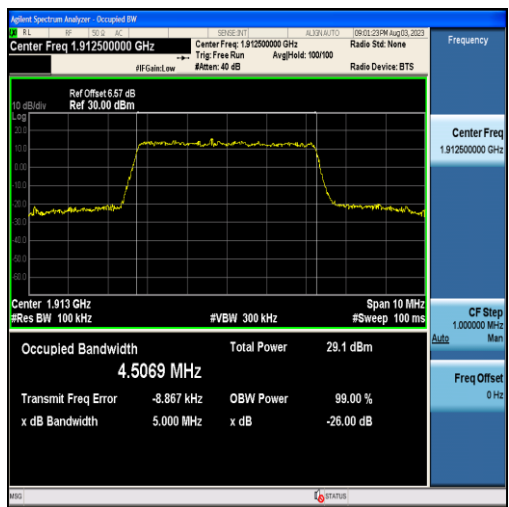 Agilent Spectrum Analyzer - Occupied BW
RL RF 50 Ω AC SENSE:INT ALIGN AUTO 09:01:23 PM Aug 03, 2023
Center Freq 1.912500000 GHz
Center Freq: 1.912500000 GHz
Radio Std: None
Trig: Free Run Avg|Hold: 100/100
#IFGain:Low #Atten: 40 dB Radio Device: BTS
Ref Offset 6.57 dB
10 dB/div Ref 30.00 dBm
Log
20.0
10.0
0.00
-10.0
-20.0
-30.0
-40.0
-50.0
-60.0
Center 1.913 GHz Span 10 MHz
#Res BW 100 kHz #VBW 300 kHz #Sweep 100 ms
Occupied Bandwidth Total Power 29.1 dBm
4.5069 MHz
Transmit Freq Error -8.867 kHz OBW Power 99.00 %
x dB Bandwidth 5.000 MHz x dB -26.00 dB
MSG STATUS
Frequency
Center Freq
1.912500000 GHz
CF Step
1.000000 MHz
Auto Man
Freq Offset
0 Hz